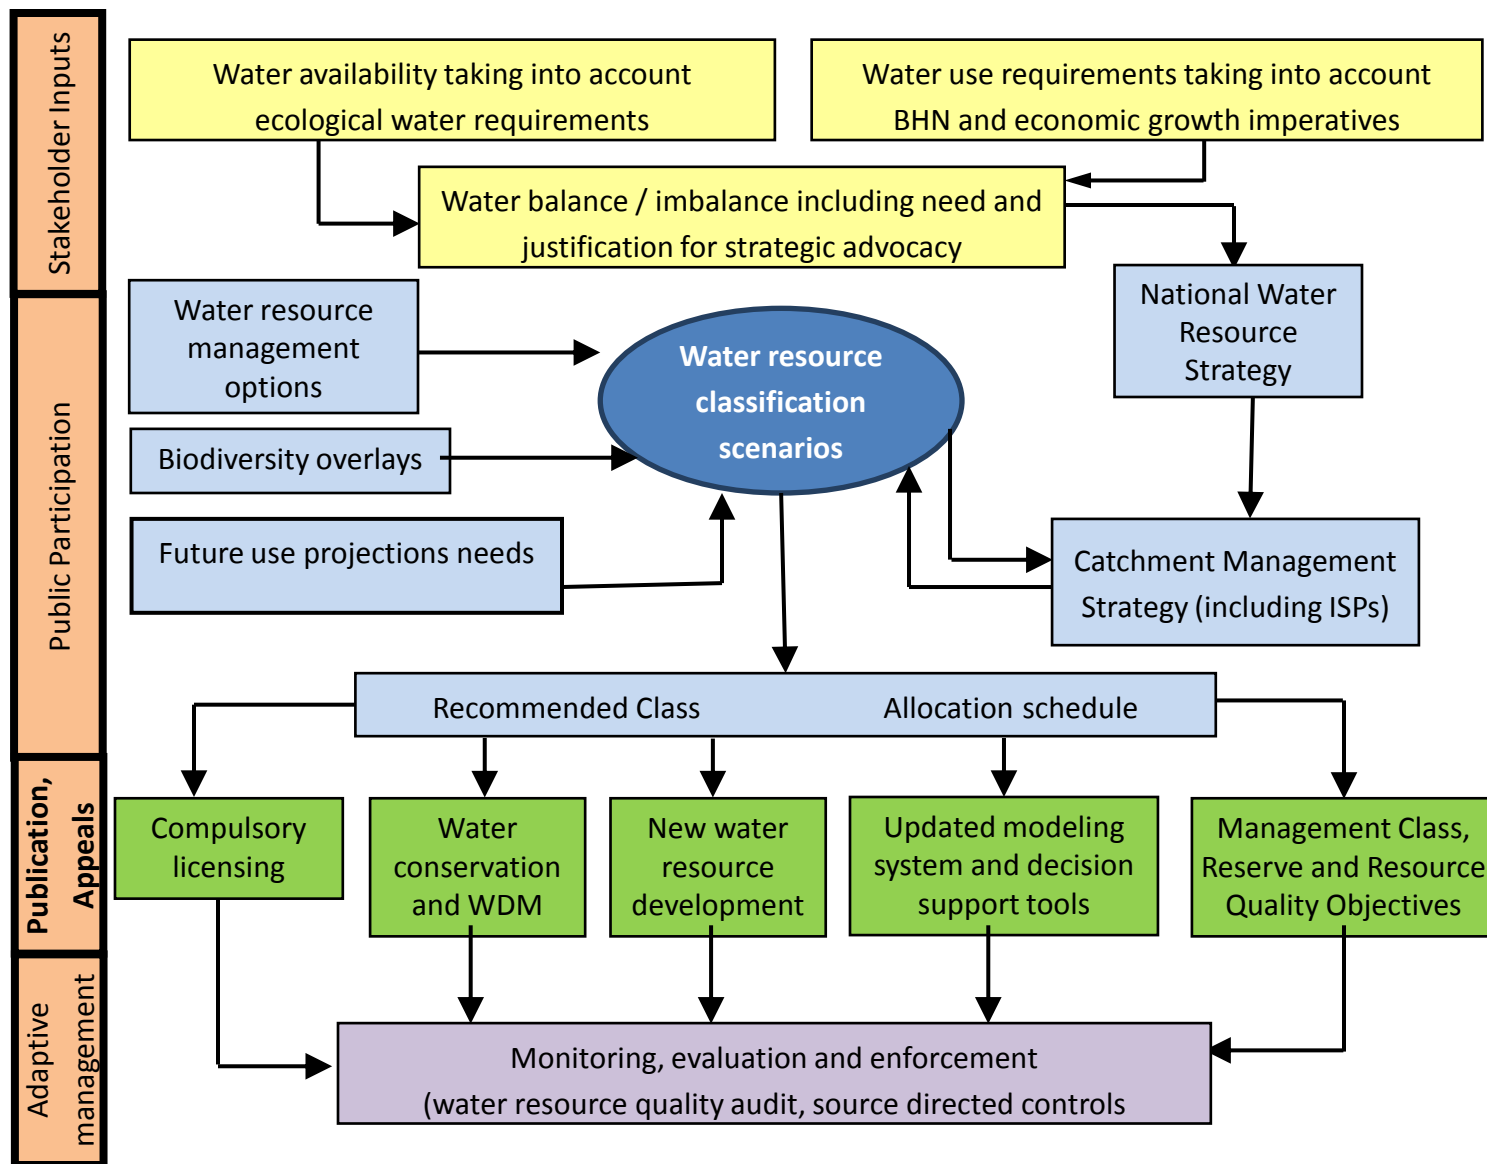 Stakeholder Inputs
Water availability taking into account
ecological water requirements
Water use requirements taking into account
BHN and economic growth imperatives
Water balance / imbalance including need and
justification for strategic advocacy
Public Participation
Water resource
management
options
Water resource
classification
scenarios
National Water
Resource
Strategy
Biodiversity overlays
Future use projections needs
Catchment Management
Strategy (including ISPs)
Recommended Class Allocation schedule
Publication,
Appeals
Compulsory
licensing
Water
conservation
and WDM
New water
resource
development
Updated modeling
system and decision
support tools
Management Class,
Reserve and Resource
Quality Objectives
Adaptive
management
Monitoring, evaluation and enforcement
(water resource quality audit, source directed controls